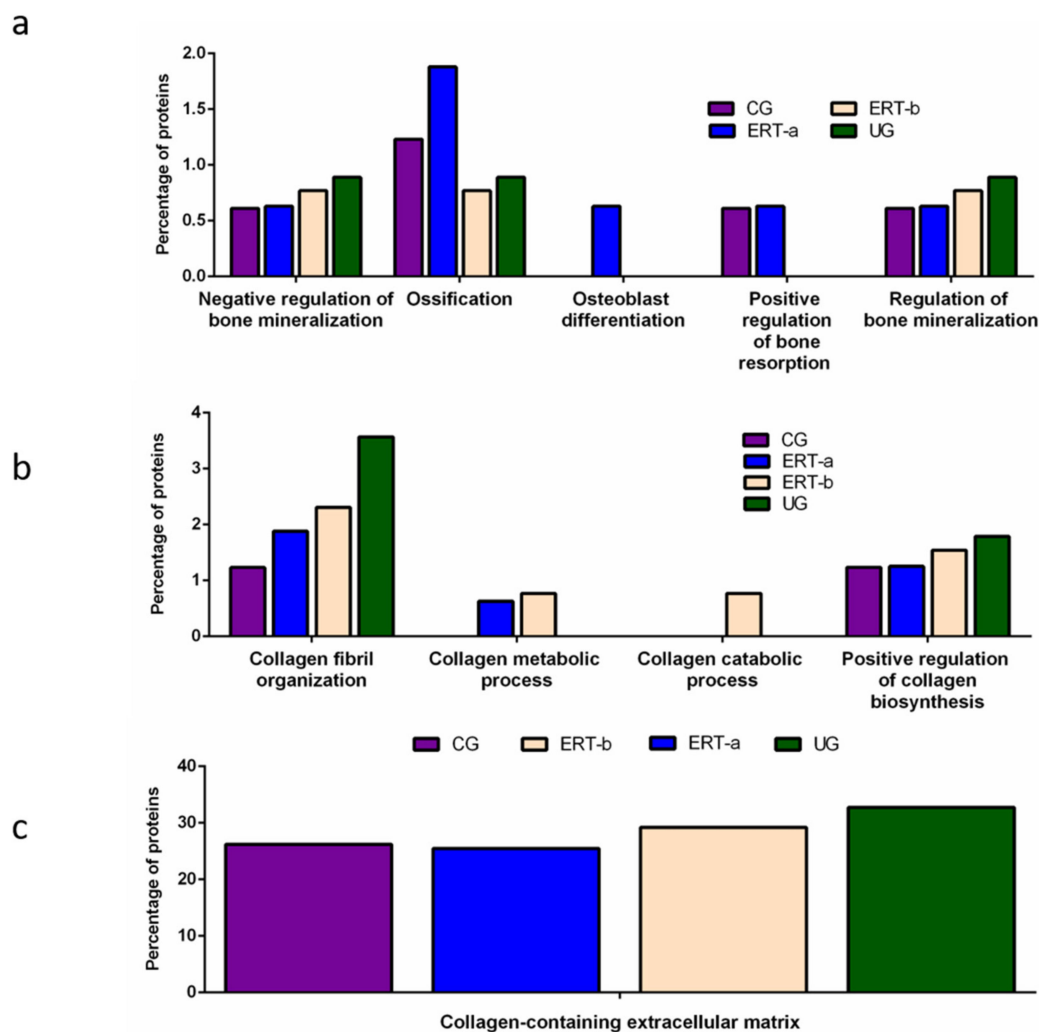 a
Percentage of proteins
2.0
1.5
1.0
0.5
0.0
CG
ERT-b
ERT-a
UG
Negative regulation of
bone mineralization
Ossification
Osteoblast
differentiation
Positive
regulation
of bone
resorption
Regulation of
bone mineralization
b
Percentage of proteins
4
3
2
1
0
CG
ERT-a
ERT-b
UG
Collagen fibril
organization
Collagen metabolic
process
Collagen catabolic
process
Positive regulation
of collagen
biosynthesis
c
CG
ERT-b
ERT-a
UG
Percentage of proteins
40
30
20
10
0
Collagen-containing extracellular matrix